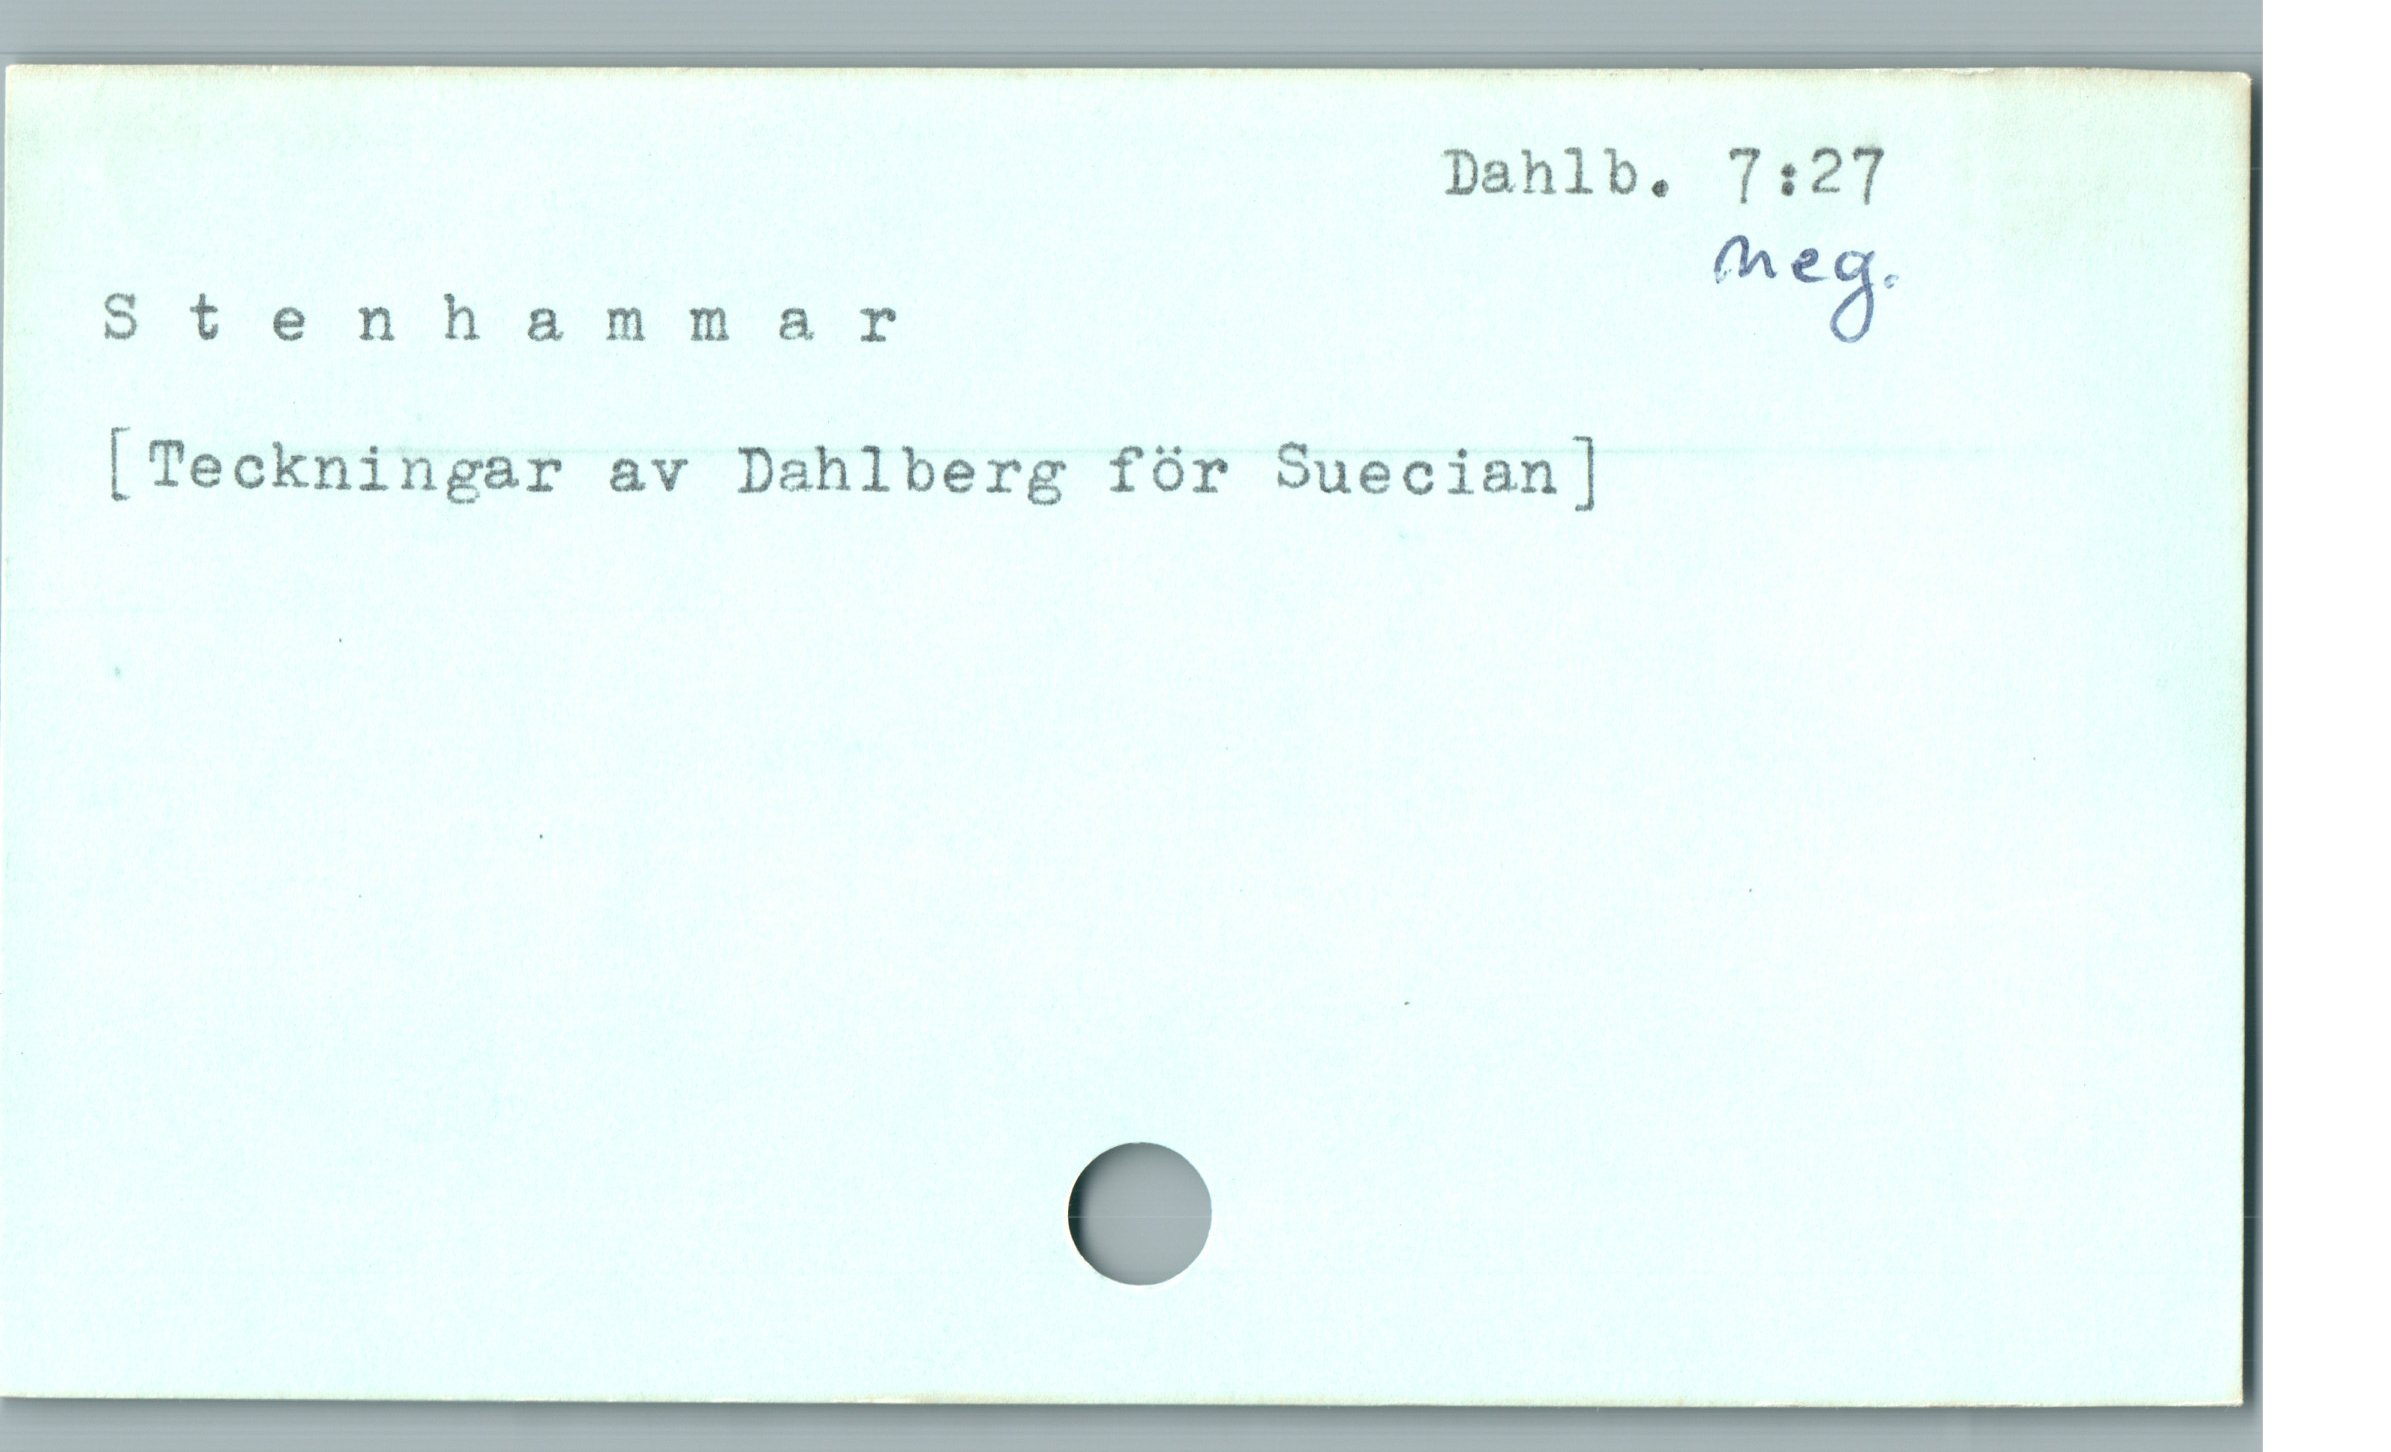 Dahlb. 7:27
neg.
S t e n h a m m a r
[Teckningar av Dahlberg för Suecian]